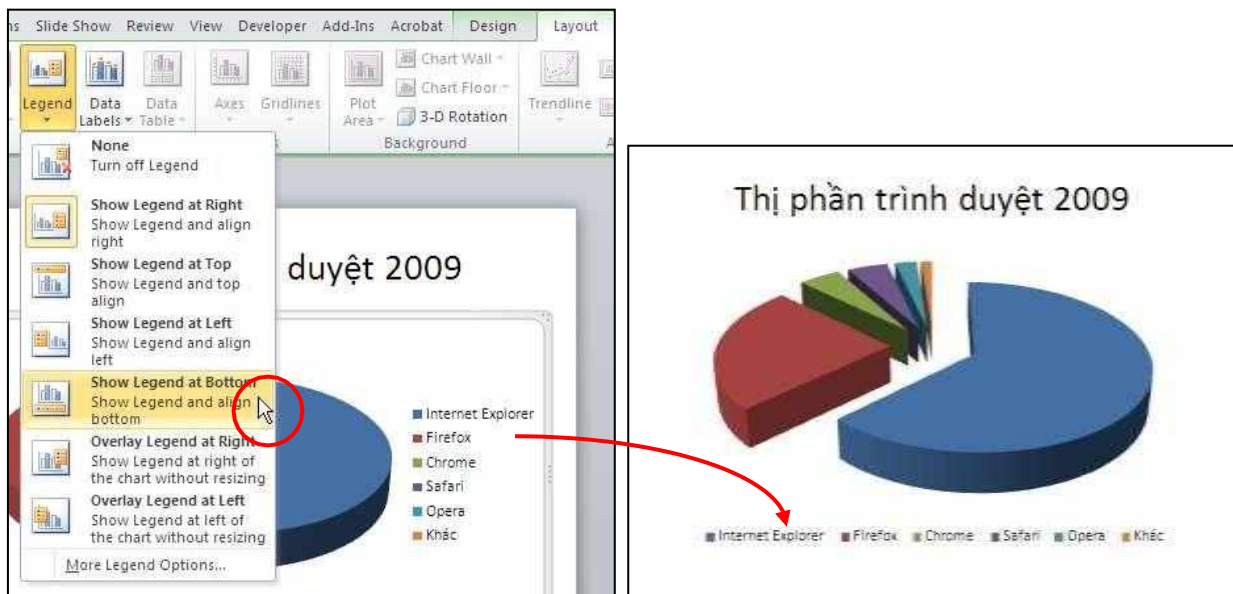 Slide Show Review View Developer Add-Ins Acrobat Design Layout
Legend
Data Labels
Data Table
Axes
Gridlines
Plot Area
Chart Wall
Chart Floor
3-D Rotation
Trendline
Background
None
Turn off Legend
Show Legend at Right
Show Legend and align
right
Show Legend at Top
Show Legend and top
align
Show Legend at Left
Show Legend and align
left
Show Legend at Bottom
Show Legend and align
bottom
Overlay Legend at Right
Show Legend at right of
the chart without resizing
Overlay Legend at Left
Show Legend at left of
the chart without resizing
More Legend Options...
duyệt 2009
Internet Explorer
Firefox
Chrome
Safari
Opera
Khác
Thị phần trình duyệt 2009
Internet Explorer Firefox Chrome Safari Opera Khác